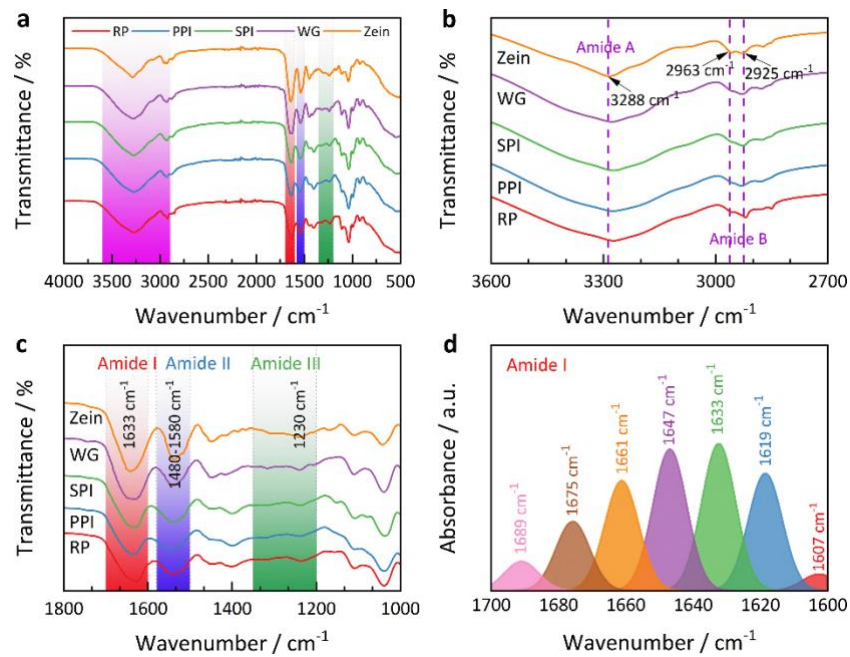 a
RP PPI SPI WG Zein
Transmittance / %
4000 3500 3000 2500 2000 1500 1000 500
Wavenumber / cm⁻¹
b
Amide A
2963 cm⁻¹
2925 cm⁻¹
3288 cm⁻¹
Zein
WG
SPI
PPI
RP
Amide B
Transmittance / %
3600 3300 3000 2700
Wavenumber / cm⁻¹
c
Amide I Amide II Amide III
1633 cm⁻¹
1480-1580 cm⁻¹
1230 cm⁻¹
Zein
WG
SPI
PPI
RP
Transmittance / %
1800 1600 1400 1200 1000
Wavenumber / cm⁻¹
d
Amide I
1689 cm⁻¹
1675 cm⁻¹
1661 cm⁻¹
1647 cm⁻¹
1633 cm⁻¹
1619 cm⁻¹
1607 cm⁻¹
Absorbance / a.u.
1700 1680 1660 1640 1620
Wavenumber / cm⁻¹